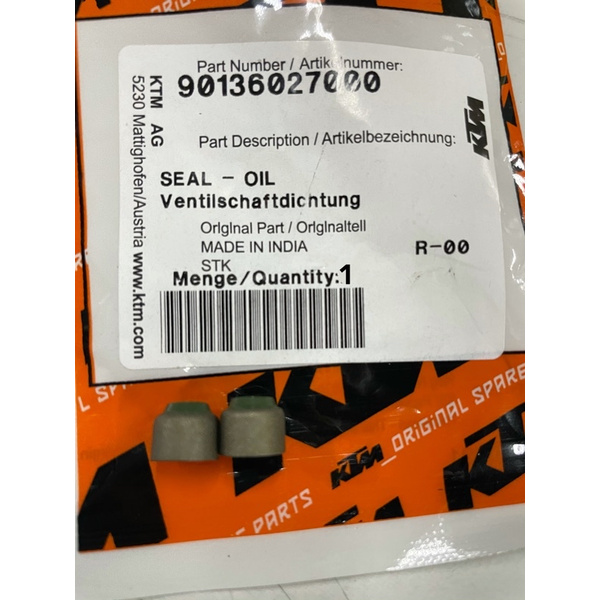 ORIGINAL
Part Number / Artikelnummer:
90136027000
KTM AG
5230 Mattighofen/Austria www.ktm.com
KTM
Part Description / Artikelbezeichnung:
SEAL - OIL
Ventilschaftdichtung
Original Part / Originalteil
MADE IN INDIA
R-00
STK
Menge/Quantity:1
L SPARE PARTS
KTM_ORiGiNAL SPARE